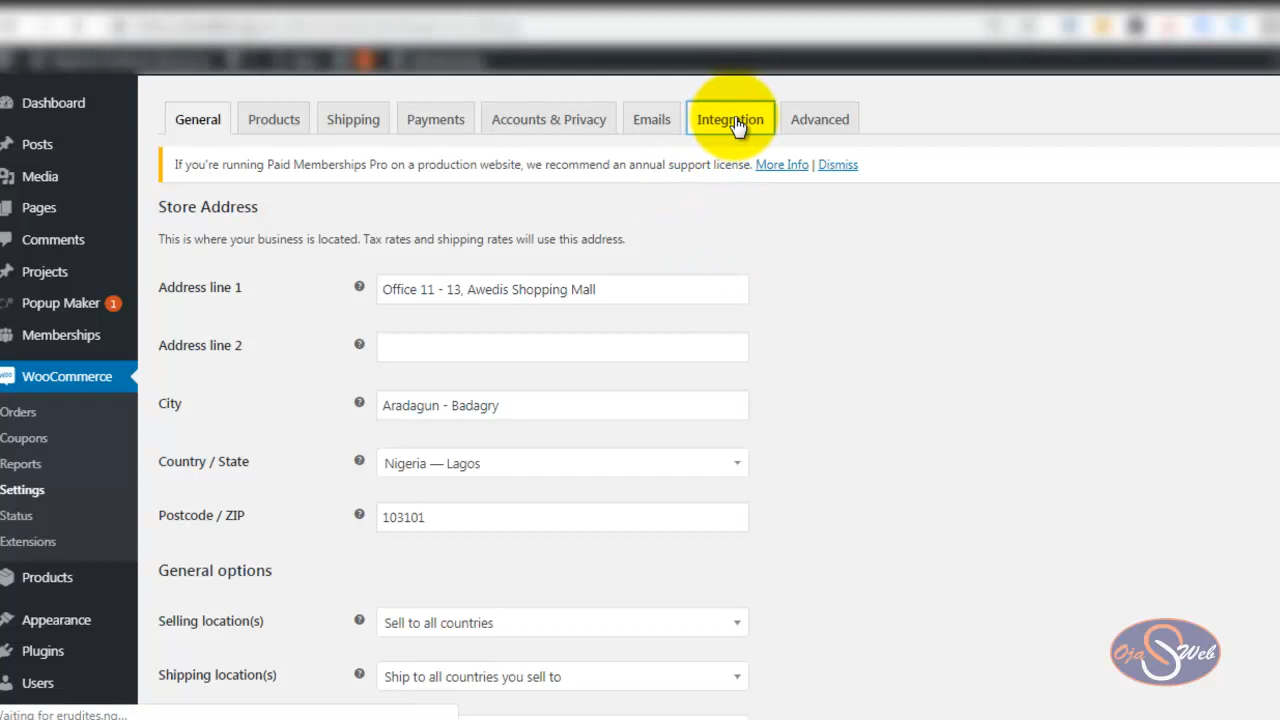 Dashboard
Posts
Media
Pages
Comments
Projects
Popup Maker 1
Memberships
WooCommerce
Orders
Coupons
Reports
Settings
Status
Extensions
Products
Appearance
Plugins
Users
General
Products
Shipping
Payments
Accounts & Privacy
Emails
Integration
Advanced
If you're running Paid Memberships Pro on a production website, we recommend an annual support license. More Info | Dismiss
Store Address
This is where your business is located. Tax rates and shipping rates will use this address.
Address line 1
Office 11 - 13, Awedis Shopping Mall
Address line 2
City
Aradagun - Badagry
Country / State
Nigeria — Lagos
Postcode / ZIP
103101
General options
Selling location(s)
Sell to all countries
Shipping location(s)
Ship to all countries you sell to
Oja S Web
Waiting for erudites.ng...